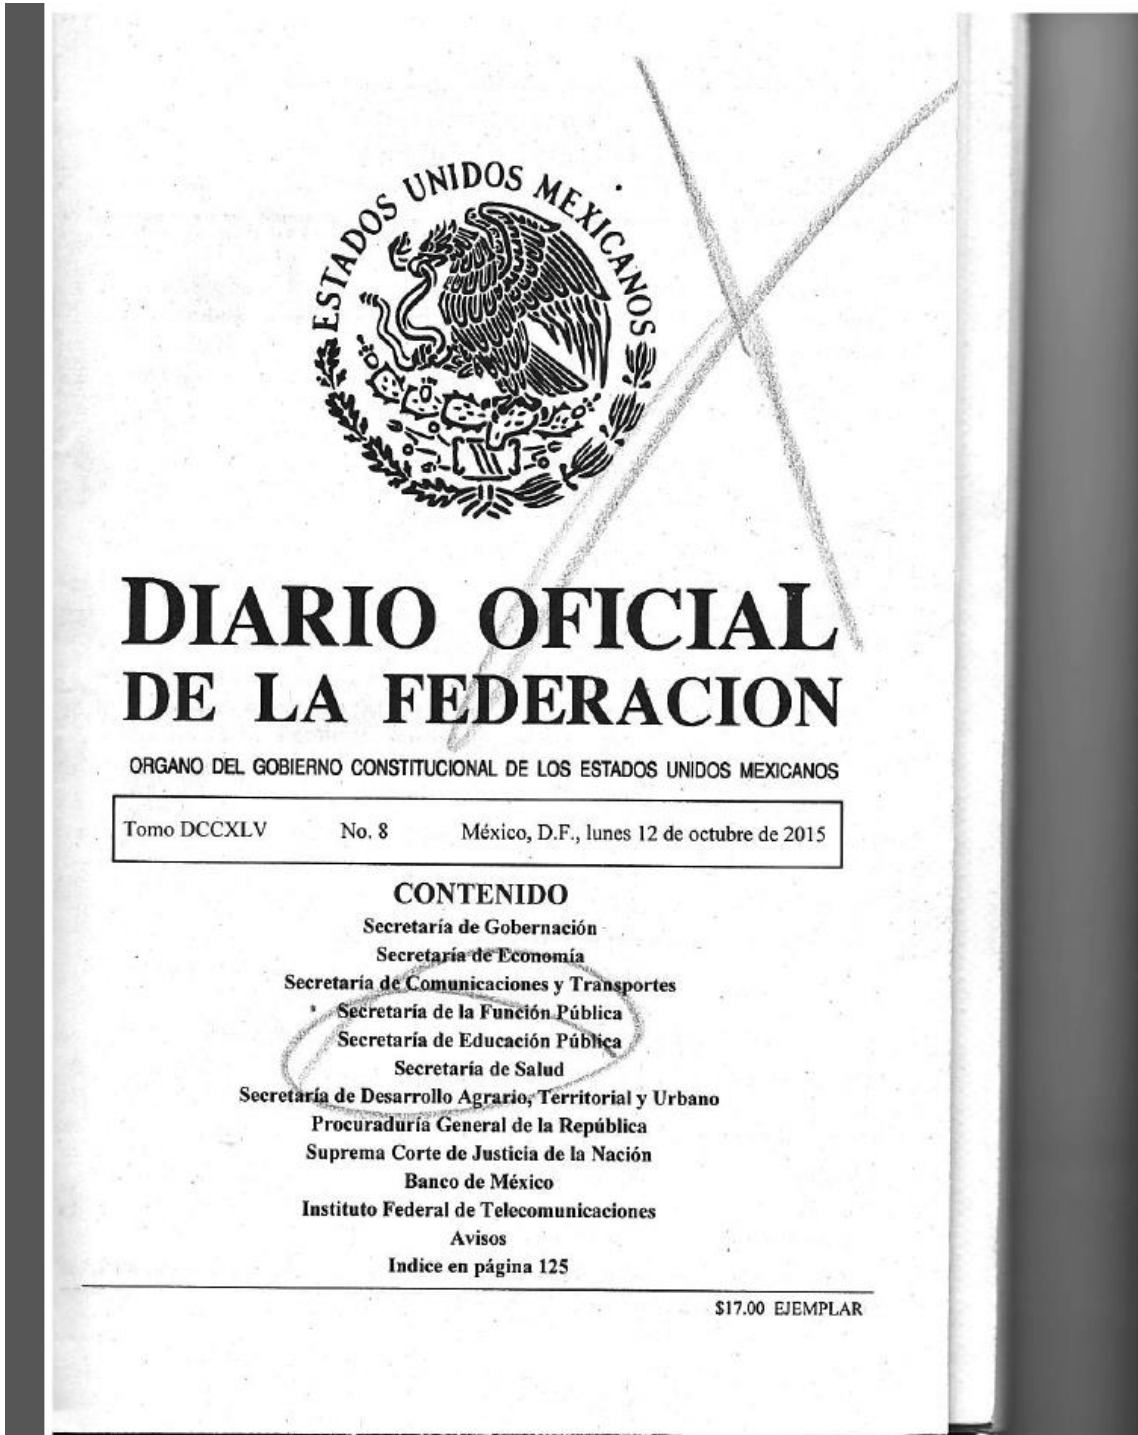 ESTADOS UNIDOS MEXICANOS
DIARIO OFICIAL
DE LA FEDERACION
ORGANO DEL GOBIERNO CONSTITUCIONAL DE LOS ESTADOS UNIDOS MEXICANOS
Tomo DCCXLV No. 8 México, D.F., lunes 12 de octubre de 2015
CONTENIDO
Secretaría de Gobernación
Secretaría de Economía
Secretaría de Comunicaciones y Transportes
Secretaría de la Función Pública
Secretaría de Educación Pública
Secretaría de Salud
Secretaría de Desarrollo Agrario, Territorial y Urbano
Procuraduría General de la República
Suprema Corte de Justicia de la Nación
Banco de México
Instituto Federal de Telecomunicaciones
Avisos
Indice en página 125
$17.00 EJEMPLAR